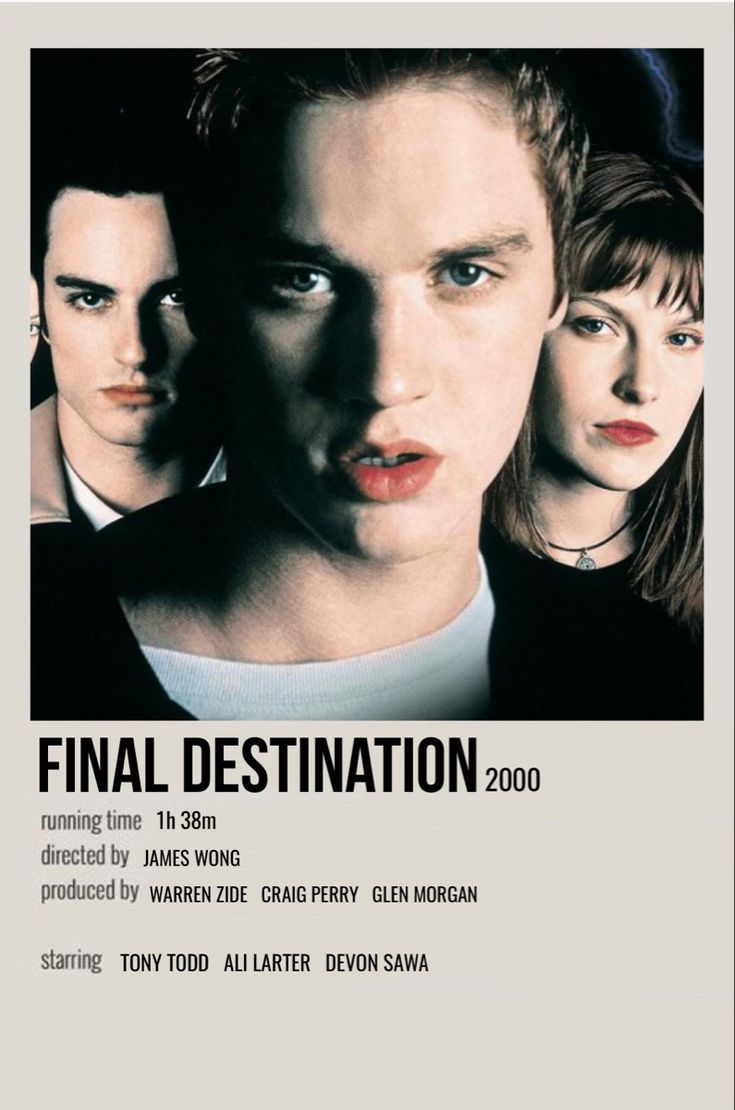 FINAL DESTINATION 2000
running time 1h 38m
directed by JAMES WONG
produced by WARREN ZIDE CRAIG PERRY GLEN MORGAN
starring TONY TODD ALI LARTER DEVON SAWA